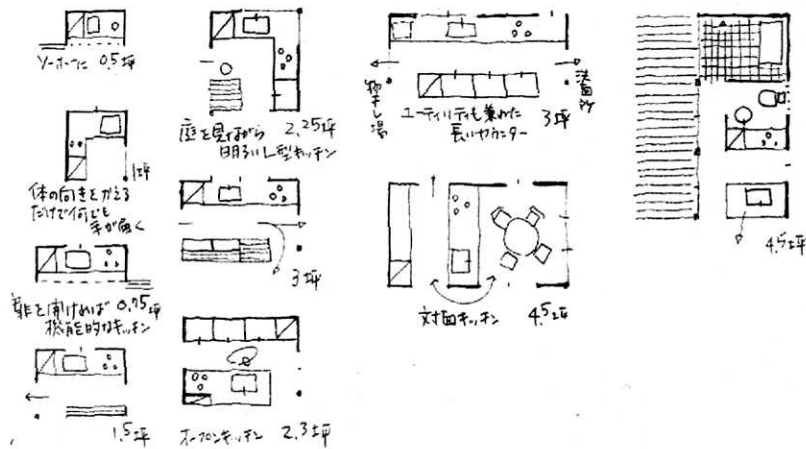 ソーホーに 0.5坪
1坪
体の向きをかえる
だけで何でも
手が届く
扉を開ければ 0.75坪
機能的なキッチン
1.5坪
庭を見ながら 2.25坪
明るいL型キッチン
3坪
オープンキッチン 2.3坪
物干し場
洗面所
ユーティリティも兼ねた
長いカウンター 3坪
対面キッチン 4.5坪
4.5坪